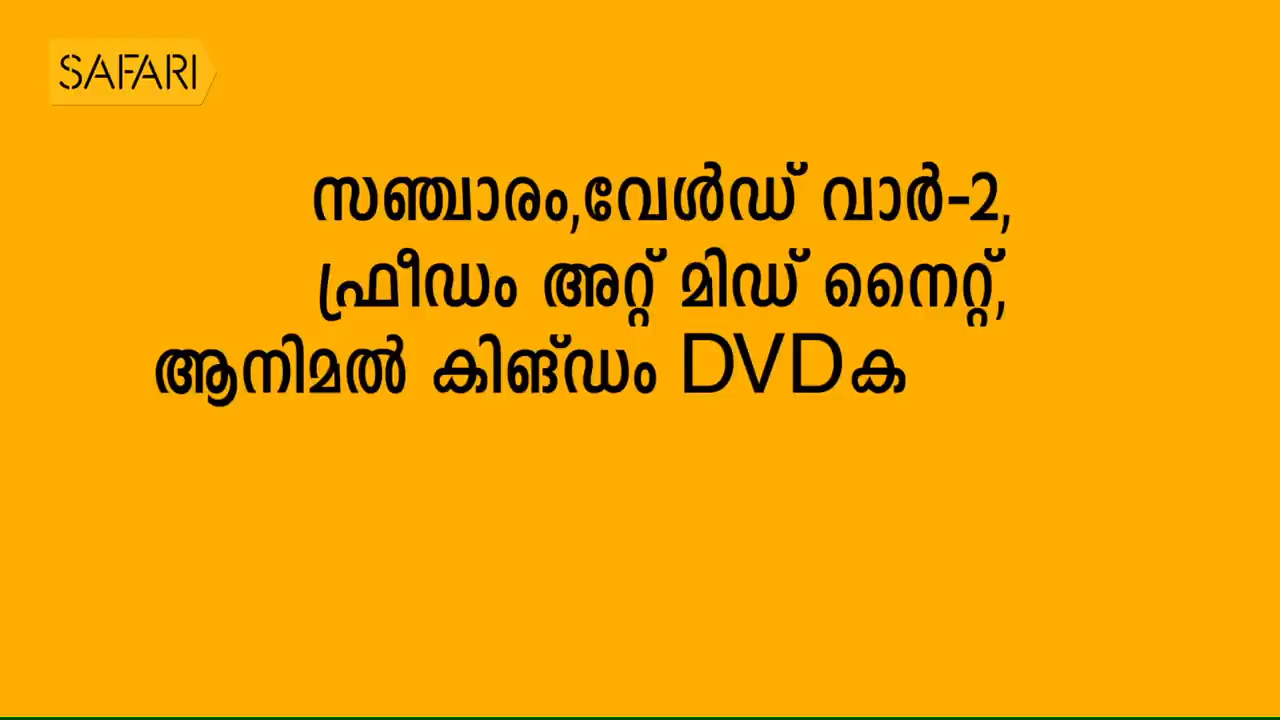 SAFARI
സഞ്ചാരം,വേൾഡ് വാർ-2,
ഫ്രീഡം അറ്റ് മിഡ് നൈറ്റ്,
ആനിമൽ കിങ്ഡം DVDക